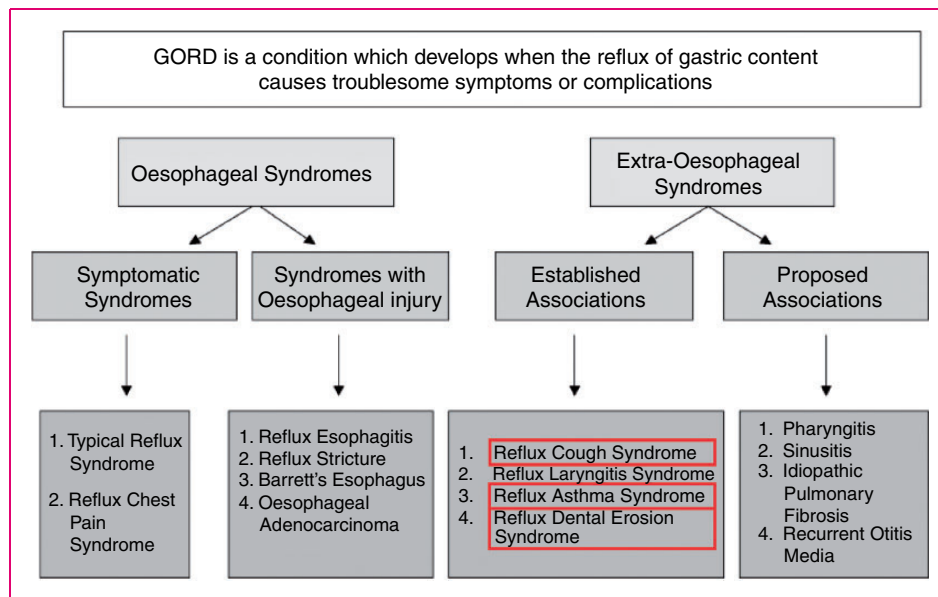 GORD is a condition which develops when the reflux of gastric content
causes troublesome symptoms or complications
Oesophageal Syndromes
Extra-Oesophageal
Syndromes
Symptomatic
Syndromes
Syndromes with
Oesophageal injury
Established
Associations
Proposed
Associations
1. Typical Reflux
Syndrome
2. Reflux Chest
Pain
Syndrome
1. Reflux Esophagitis
2. Reflux Stricture
3. Barrett's Esophagus
4. Oesophageal
Adenocarcinoma
1. Reflux Cough Syndrome
2. Reflux Laryngitis Syndrome
3. Reflux Asthma Syndrome
4. Reflux Dental Erosion
Syndrome
1. Pharyngitis
2. Sinusitis
3. Idiopathic
Pulmonary
Fibrosis
4. Recurrent Otitis
Media